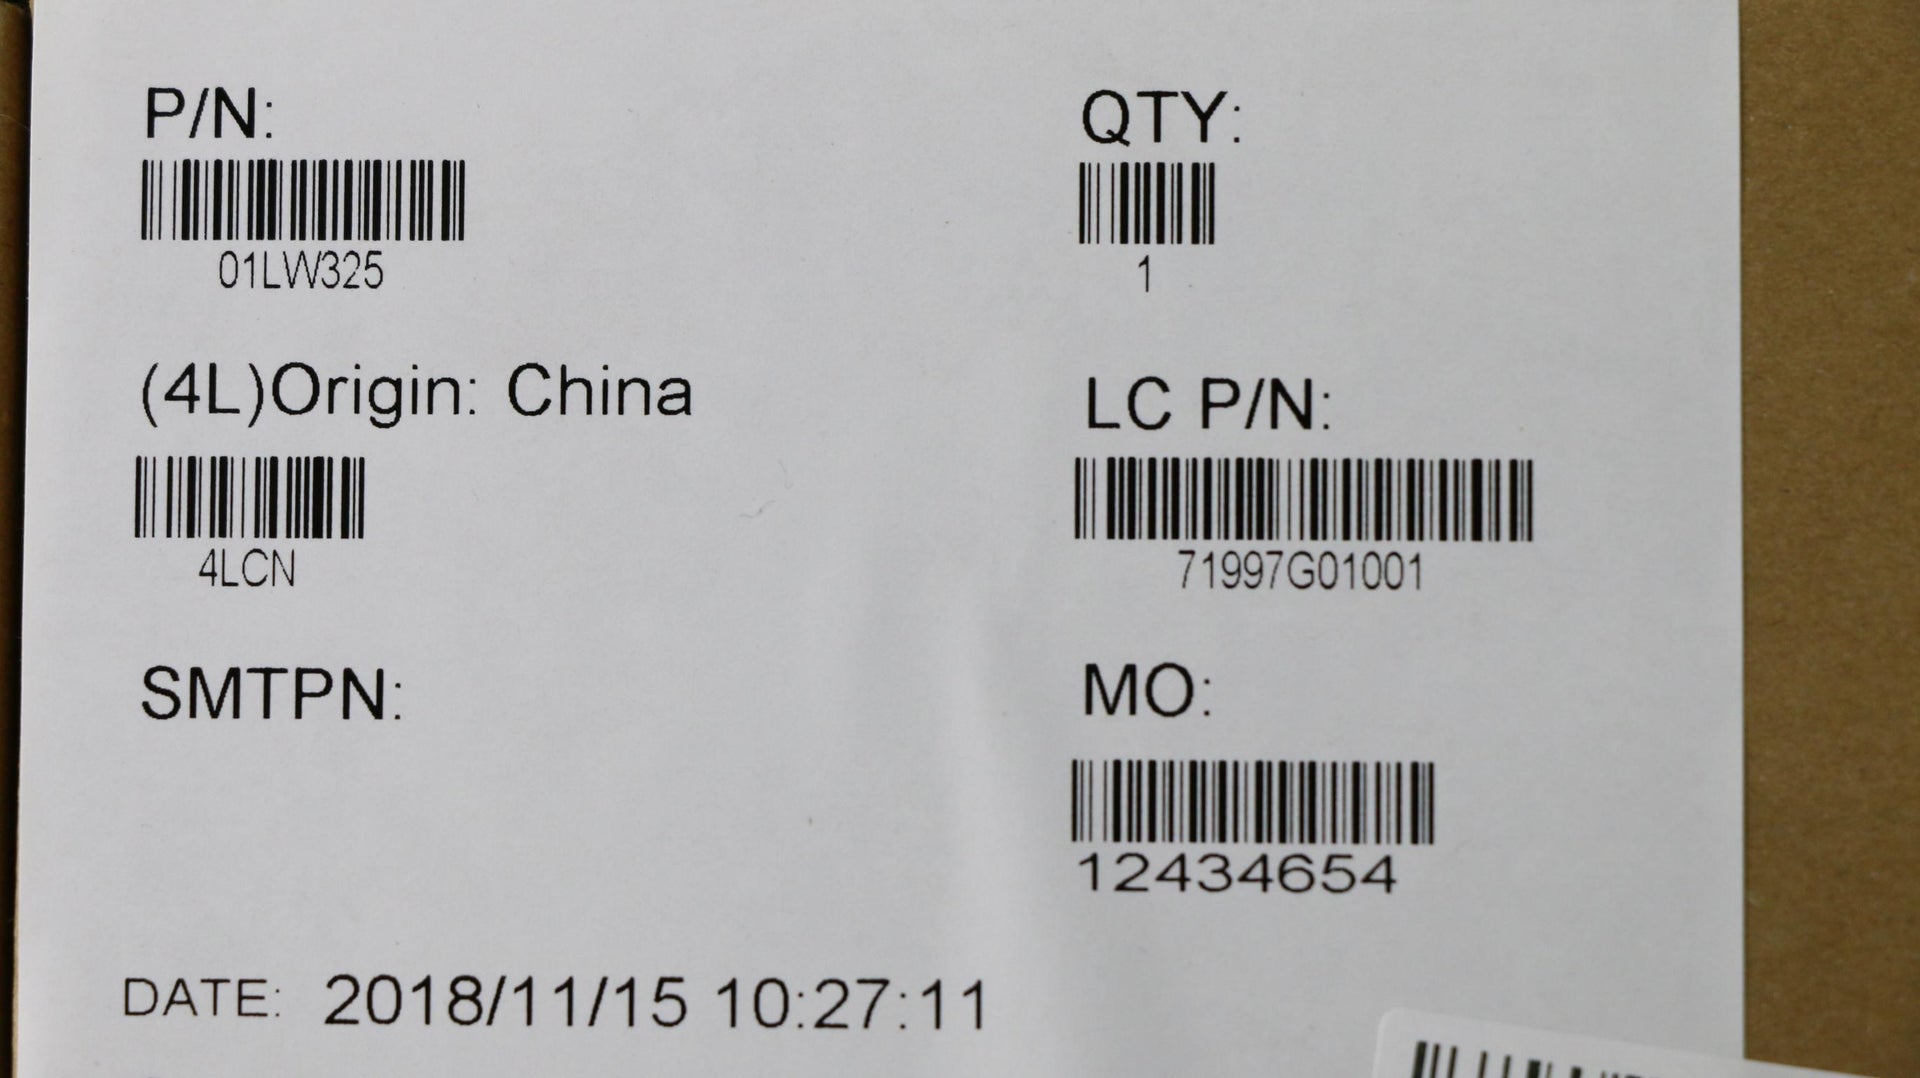 P/N:
01LW325
QTY:
1
(4L)Origin: China
4LCN
LC P/N:
71997G01001
SMTPN:
MO:
12434654
DATE: 2018/11/15 10:27:11